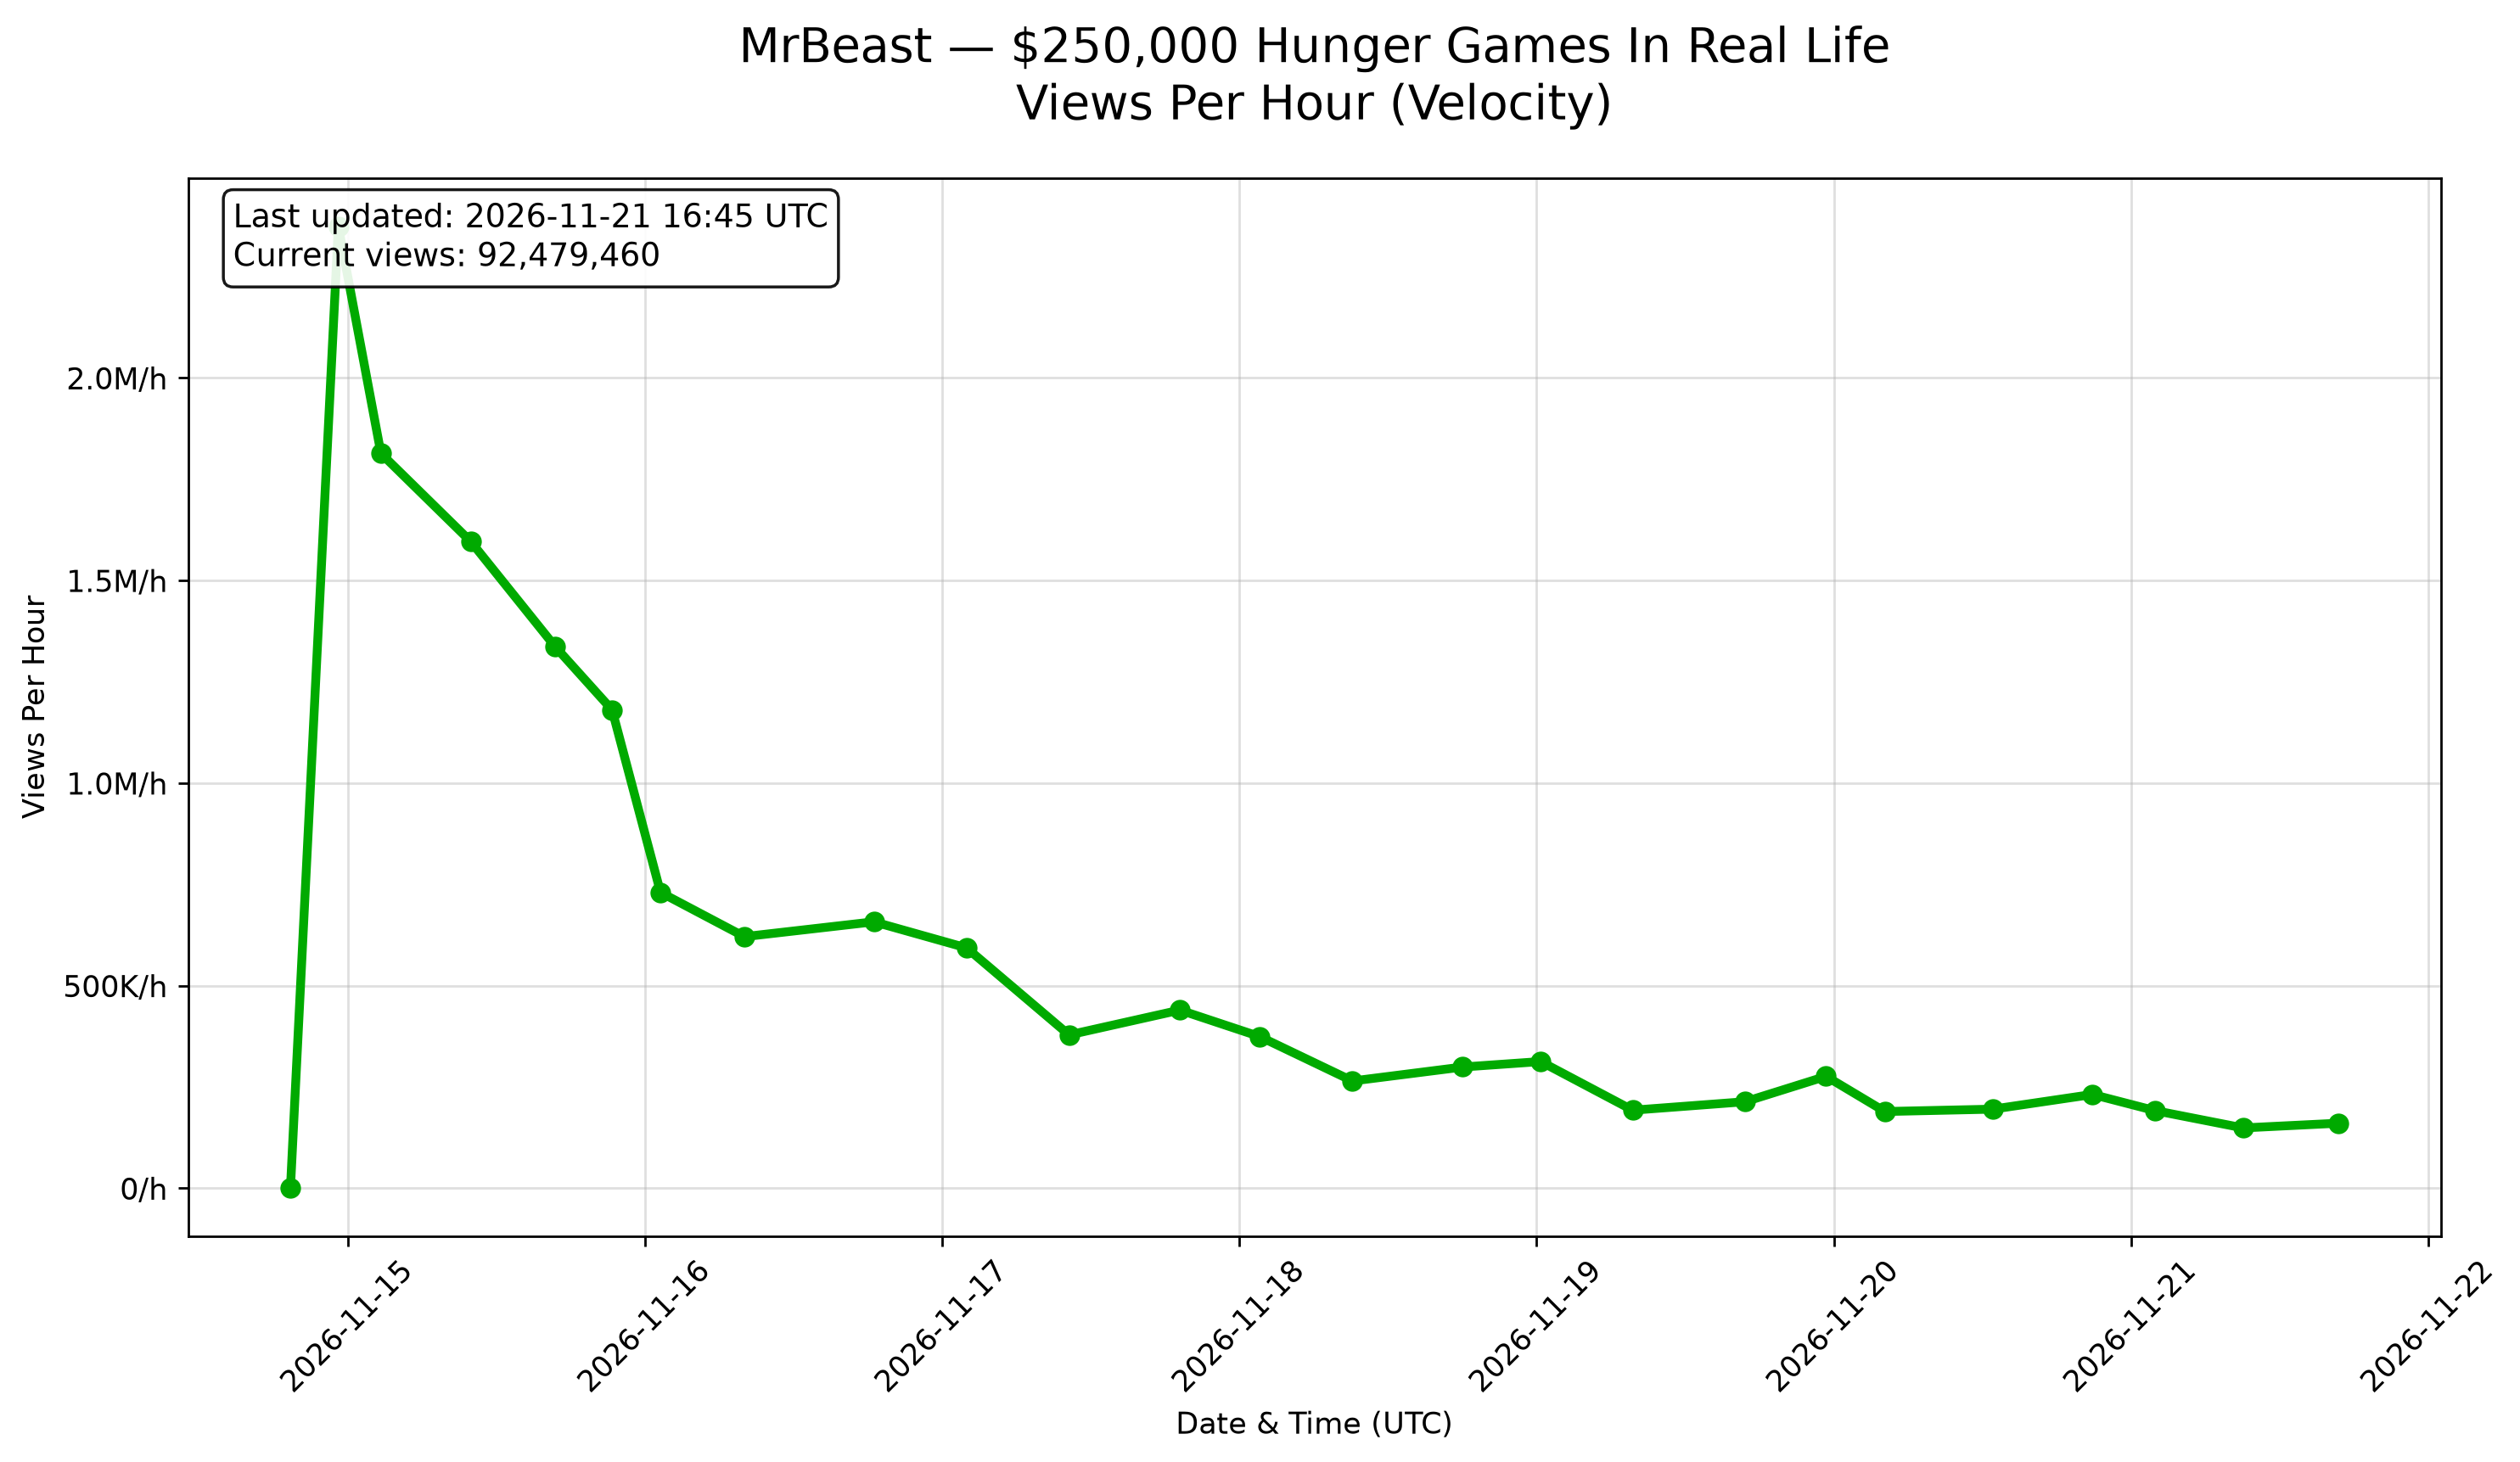 MrBeast — $250,000 Hunger Games In Real Life
Views Per Hour (Velocity)
Last updated: 2026-11-21 16:45 UTC
Current views: 92,479,460
2.0M/h
1.5M/h
1.0M/h
500K/h
0/h
Views Per Hour
2026-11-15
2026-11-16
2026-11-17
2026-11-18
2026-11-19
2026-11-20
2026-11-21
2026-11-22
Date & Time (UTC)